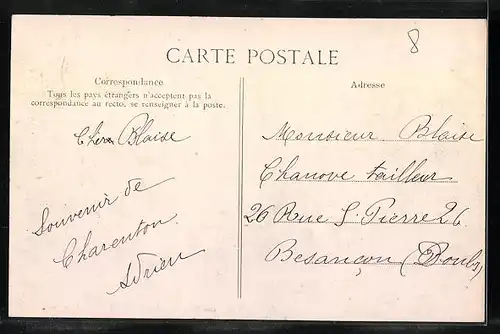 8
CARTE POSTALE
Correspondance
Tous les pays étrangers n'acceptent pas la
correspondance au recto, se renseigner à la poste.
Cher Blaise
Souvenir de
Charenton
Adrien
Adresse
Monsieur Blaise
Chanove tailleur
26 Rue S. Pierre 26
Besançon (Doubs)